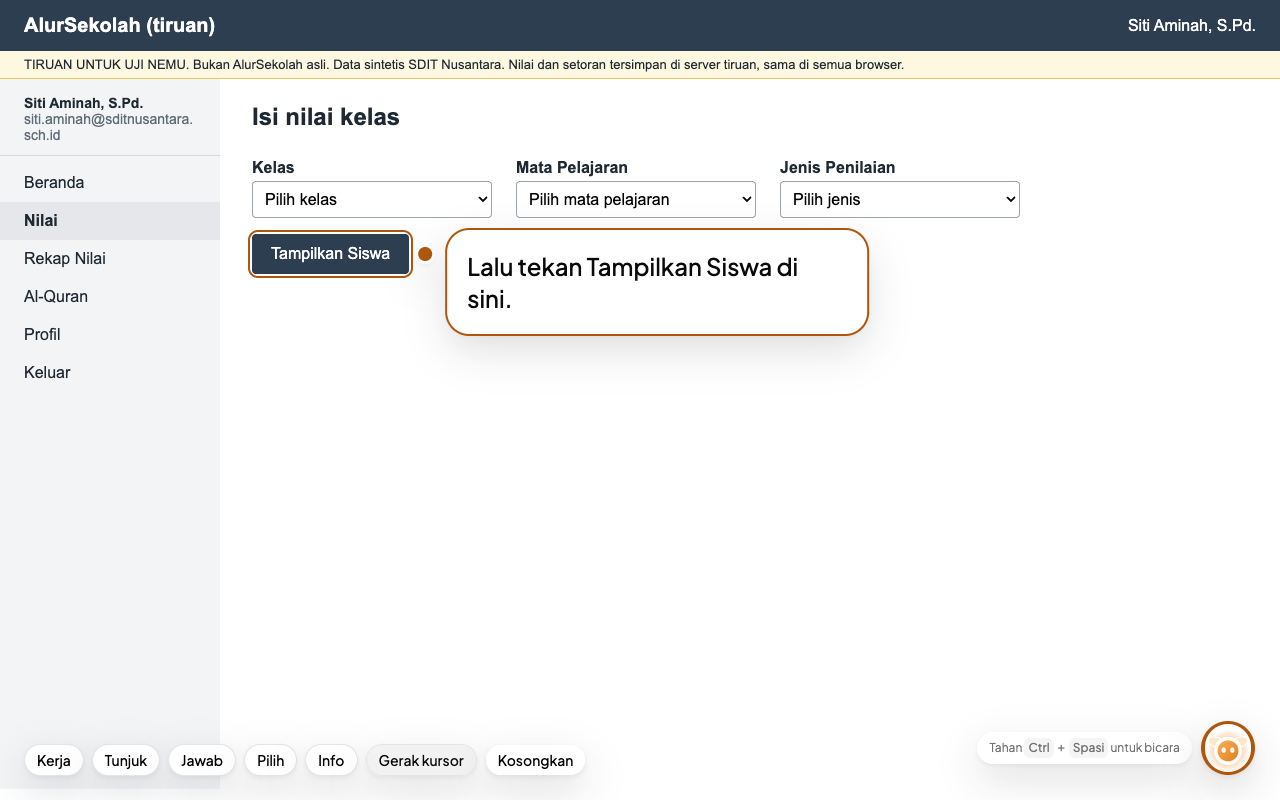 AlurSekolah (tiruan)
Siti Aminah, S.Pd.
TIRUAN UNTUK UJI NEMU. Bukan AlurSekolah asli. Data sintetis SDIT Nusantara. Nilai dan setoran tersimpan di server tiruan, sama di semua browser.
Siti Aminah, S.Pd.
siti.aminah@sditnusantara.
sch.id
Beranda
Nilai
Rekap Nilai
Al-Quran
Profil
Keluar
Isi nilai kelas
Kelas
Mata Pelajaran
Jenis Penilaian
Pilih kelas
Pilih mata pelajaran
Pilih jenis
Tampilkan Siswa
Lalu tekan Tampilkan Siswa di
sini.
Kerja
Tunjuk
Jawab
Pilih
Info
Gerak kursor
Kosongkan
Tahan Ctrl + Spasi untuk bicara